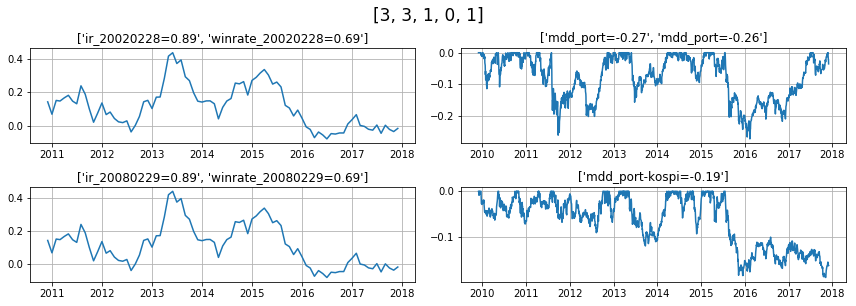 [3, 3, 1, 0, 1]
['ir_20020228=0.89', 'winrate_20020228=0.69']
0.4
0.2
0.0
2011 2012 2013 2014 2015 2016 2017 2018
['mdd_port=-0.27', 'mdd_port=-0.26']
0.0
−0.1
−0.2
2010 2011 2012 2013 2014 2015 2016 2017 2018
['ir_20080229=0.89', 'winrate_20080229=0.69']
0.4
0.2
0.0
2011 2012 2013 2014 2015 2016 2017 2018
['mdd_port-kospi=-0.19']
0.0
−0.1
2010 2011 2012 2013 2014 2015 2016 2017 2018